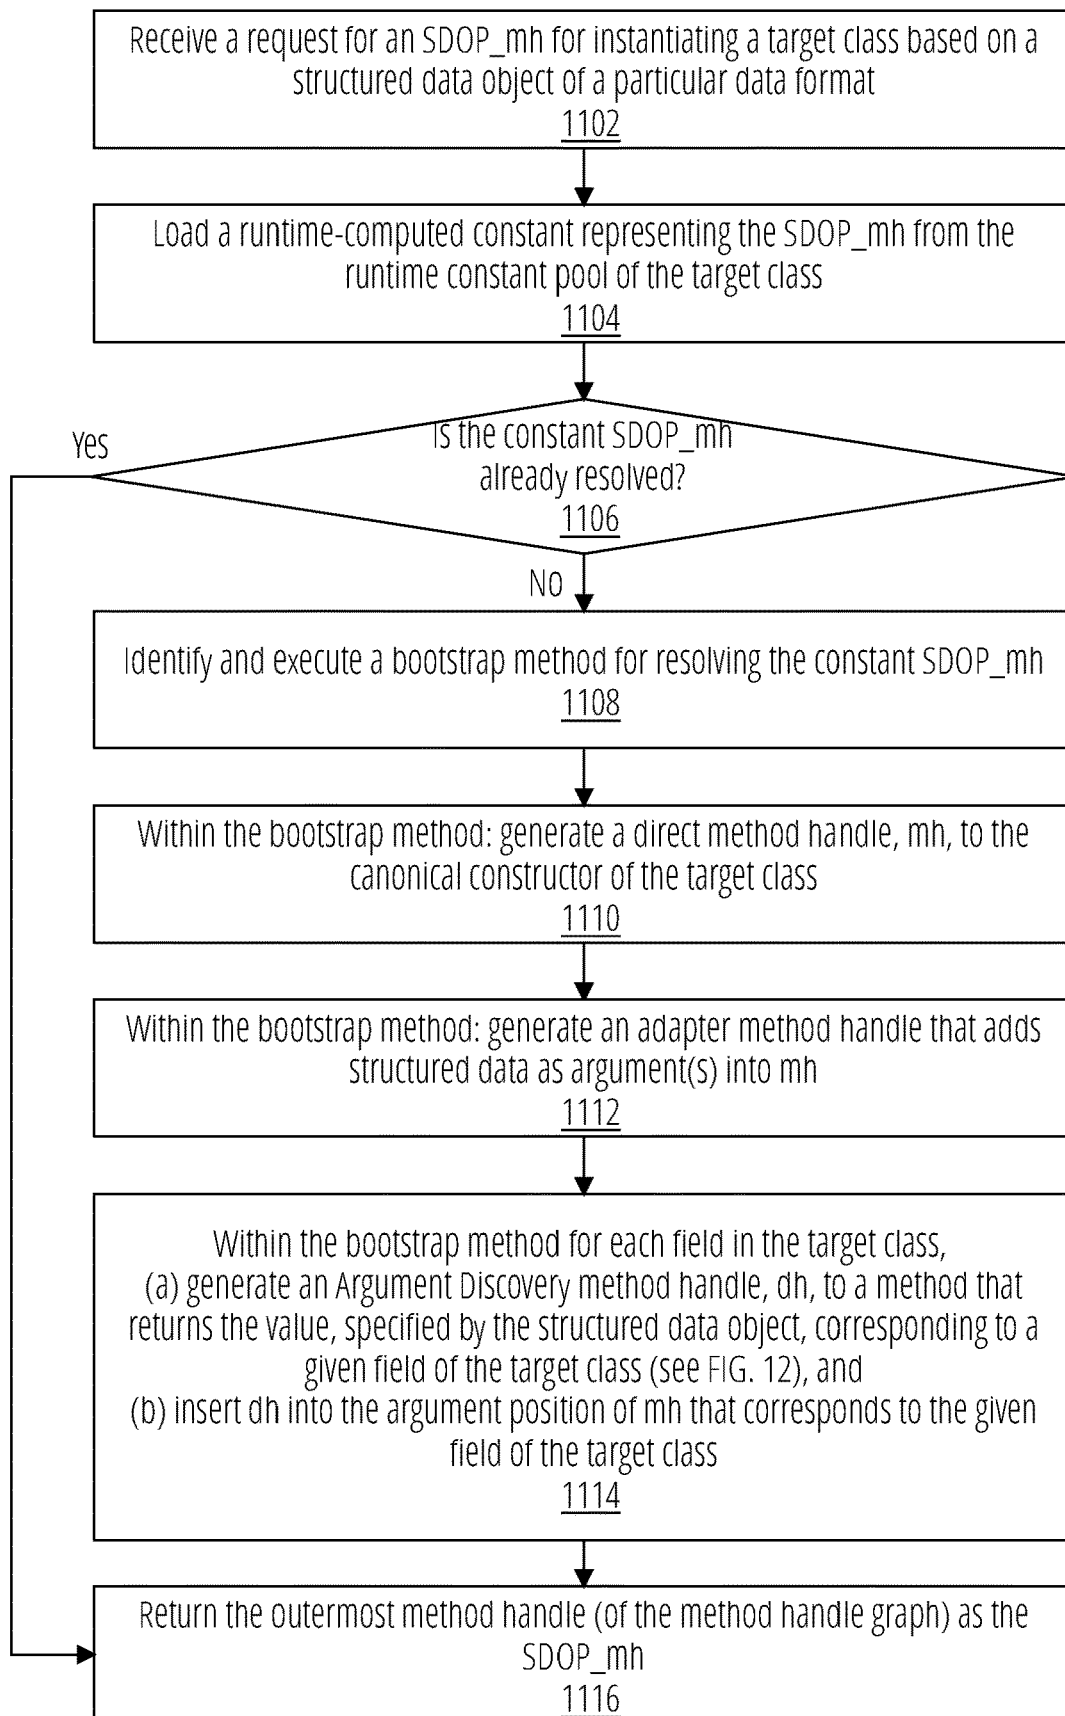 Receive a request for an SDOP_mh for instantiating a target class based on a
structured data object of a particular data format
1102
Load a runtime-computed constant representing the SDOP_mh from the
runtime constant pool of the target class
1104
Is the constant SDOP_mh
already resolved?
1106
Yes
No
Identify and execute a bootstrap method for resolving the constant SDOP_mh
1108
Within the bootstrap method: generate a direct method handle, mh, to the
canonical constructor of the target class
1110
Within the bootstrap method: generate an adapter method handle that adds
structured data as argument(s) into mh
1112
Within the bootstrap method for each field in the target class,
(a) generate an Argument Discovery method handle, dh, to a method that
returns the value, specified by the structured data object, corresponding to a
given field of the target class (see FIG. 12), and
(b) insert dh into the argument position of mh that corresponds to the given
field of the target class
1114
Return the outermost method handle (of the method handle graph) as the
SDOP_mh
1116